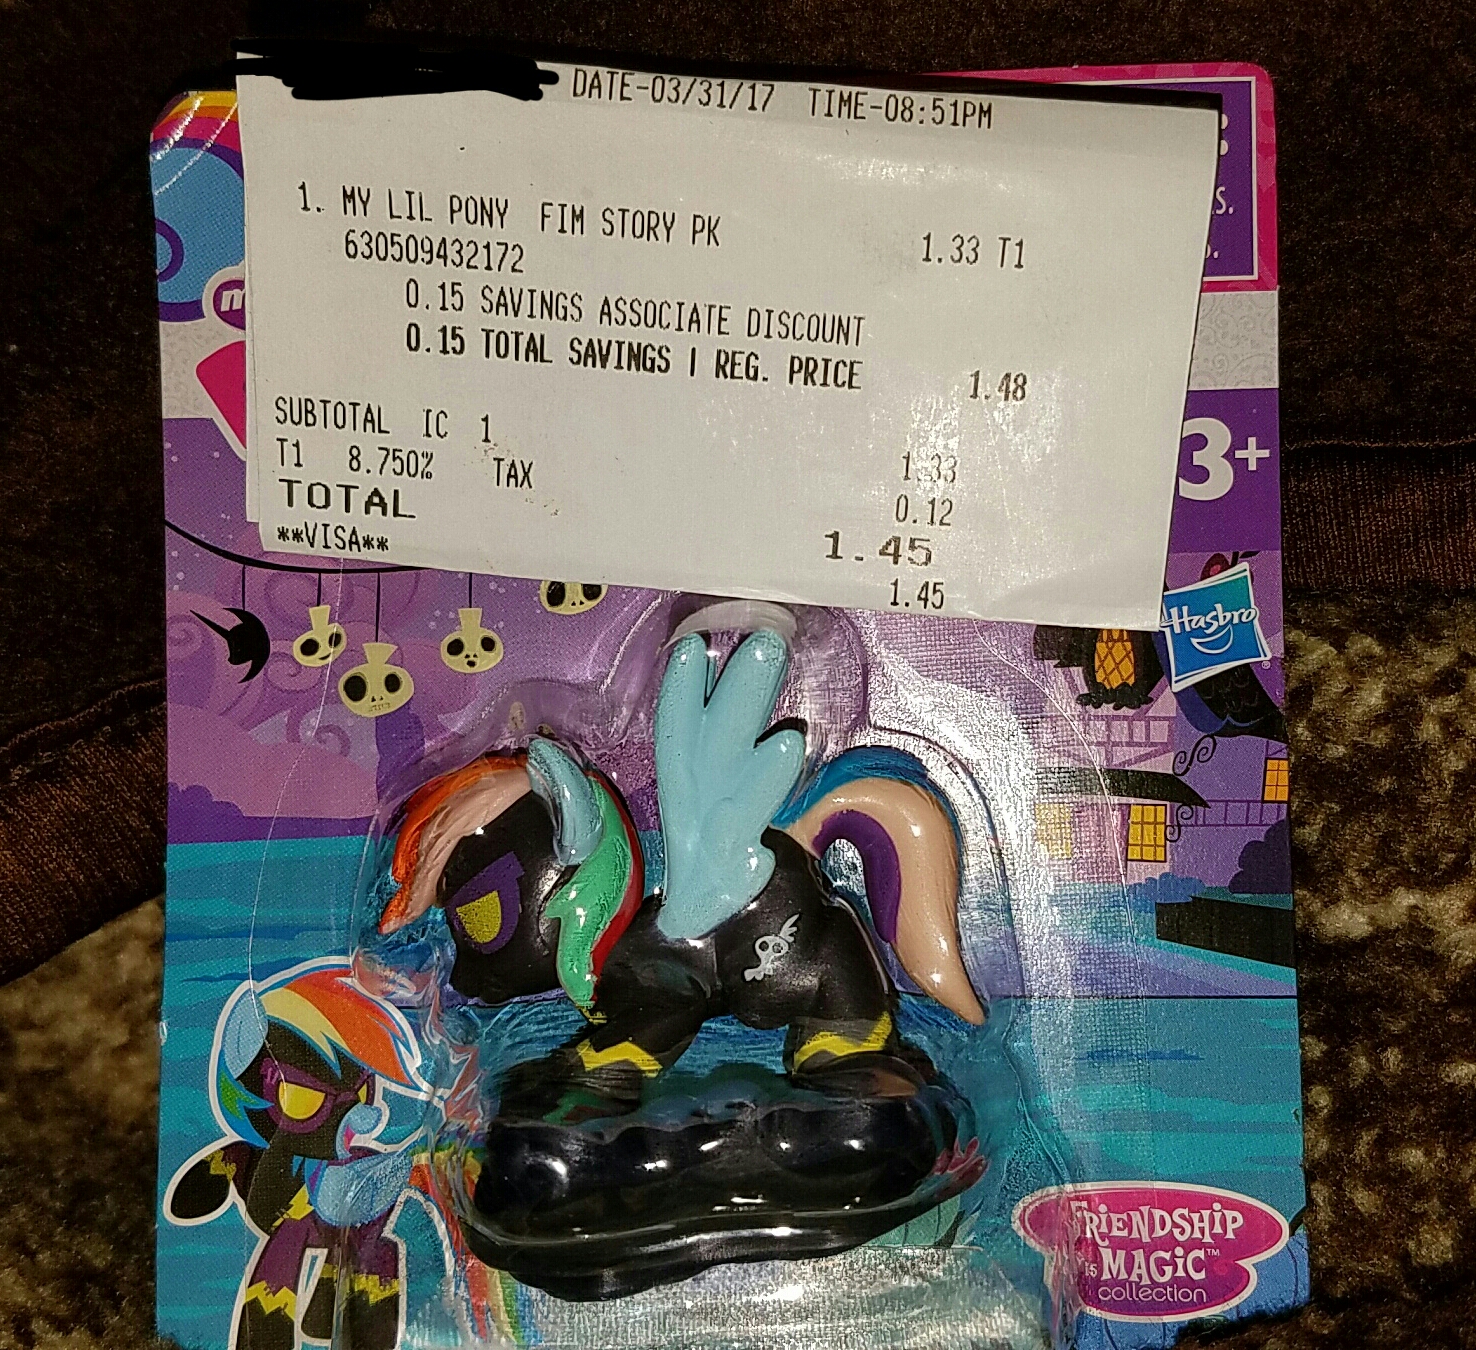 DATE-03/31/17 TIME-08:51PM
1. MY LIL PONY FIM STORY PK 1.33 T1
630509432172
0.15 SAVINGS ASSOCIATE DISCOUNT
0.15 TOTAL SAVINGS | REG. PRICE 1.48
SUBTOTAL IC 1 1.33
T1 8.750% TAX 0.12
TOTAL 1.45
**VISA** 1.45
3+
Hasbro
FRiENDSHiP
MAGiC™
collection